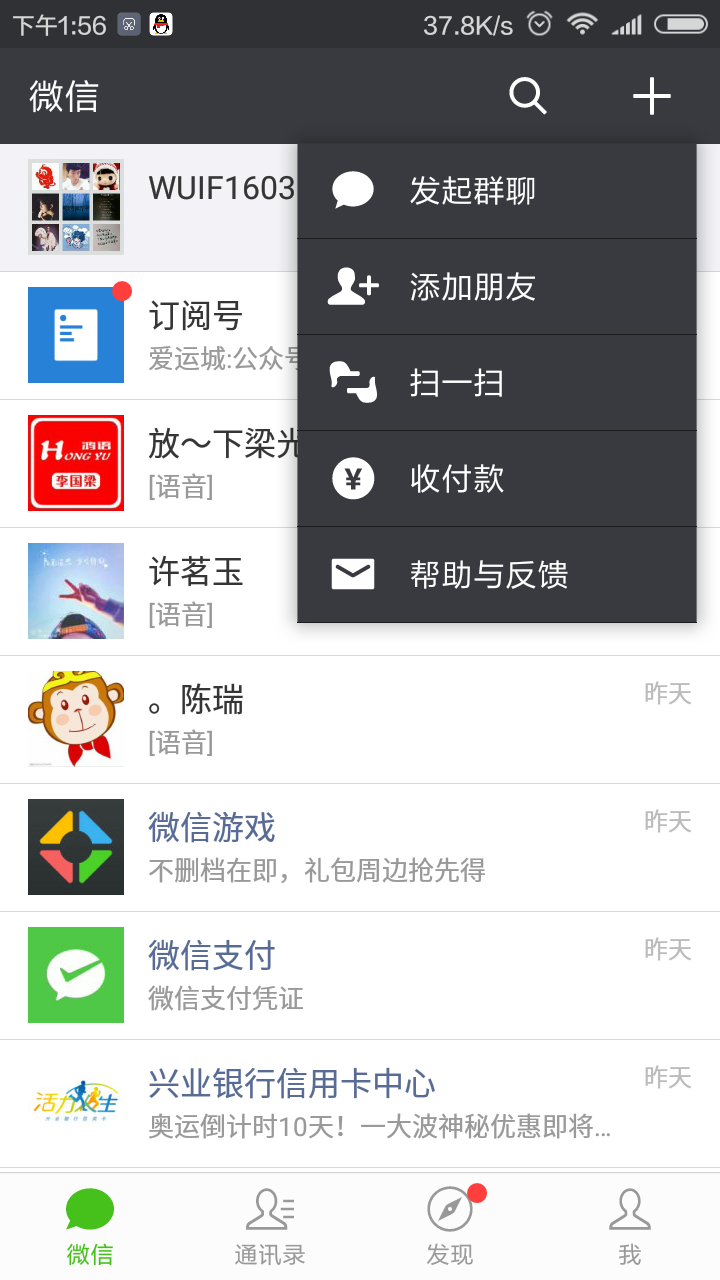 下午1:56
37.8K/s
微信
WUIF1603
发起群聊
添加朋友
扫一扫
收付款
帮助与反馈
订阅号
爱运城:公众号
鸿语
HONG YU
李国梁
放～下梁光
[语音]
许茗玉
[语音]
。陈瑞
昨天
[语音]
微信游戏
昨天
不删档在即，礼包周边抢先得
微信支付
昨天
微信支付凭证
活力人生
兴业银行信用卡中心
昨天
奥运倒计时10天！一大波神秘优惠即将...
微信
通讯录
发现
我